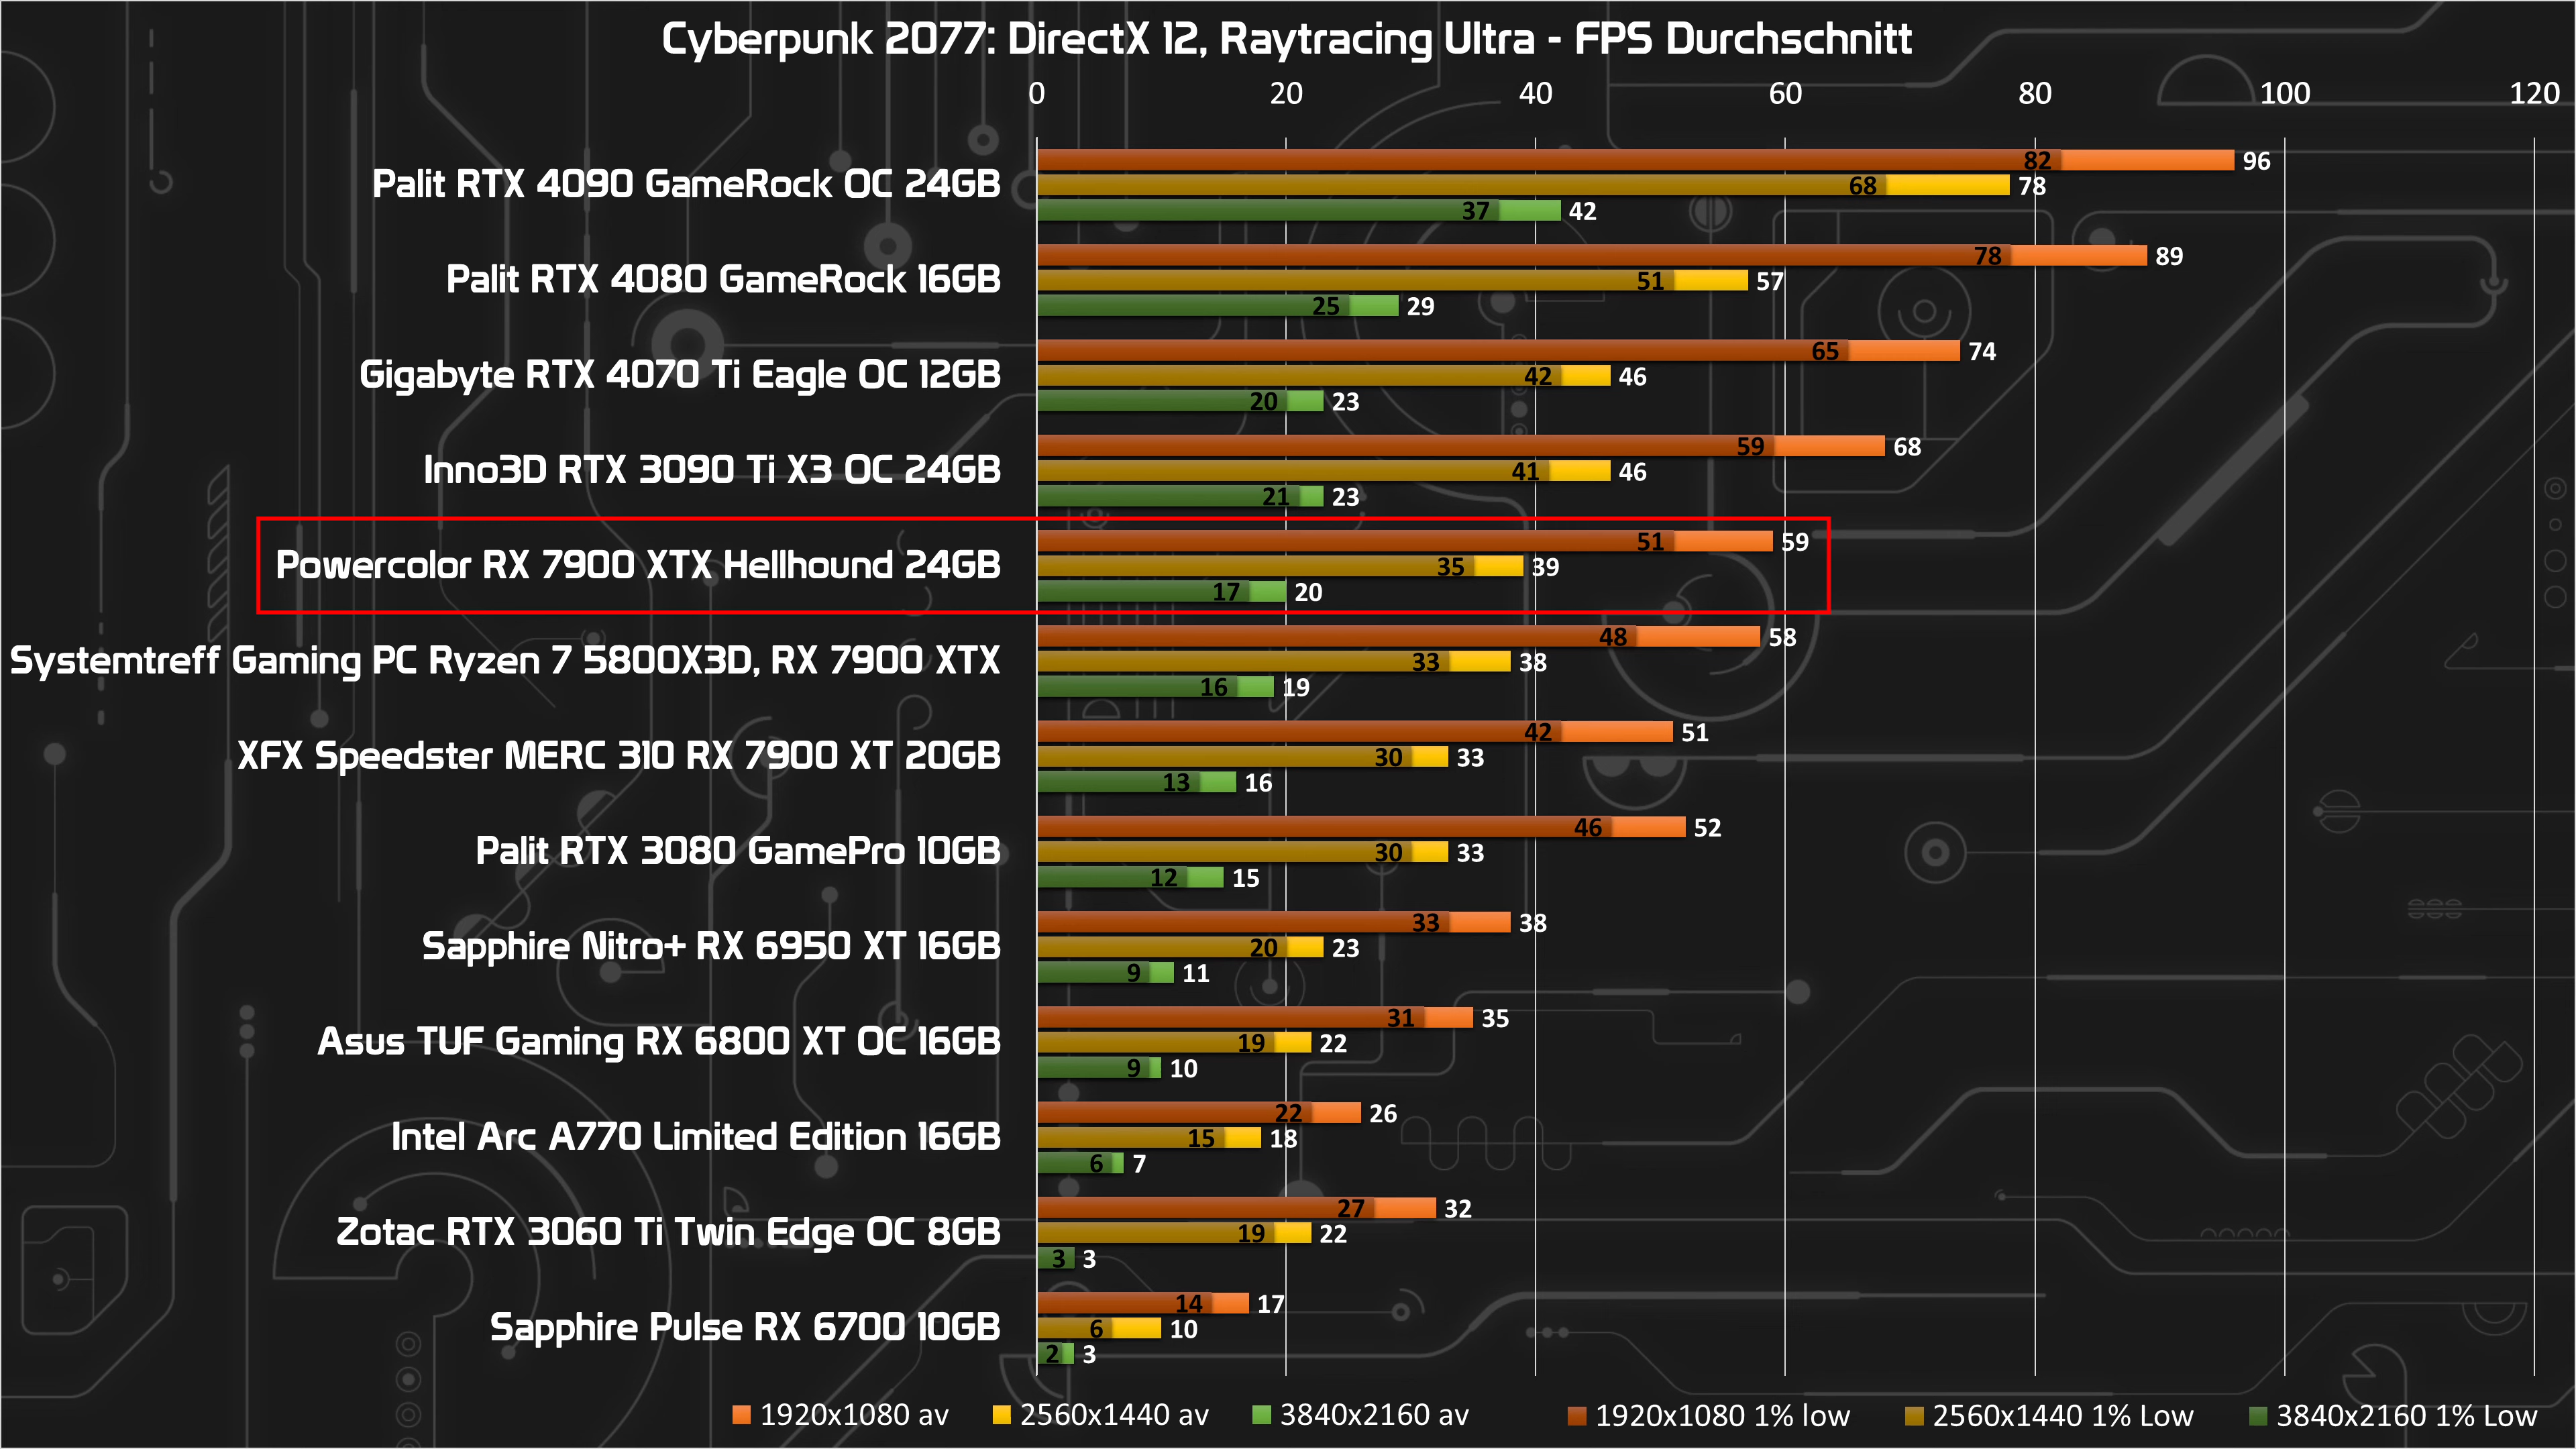 Cyberpunk 2077: DirectX 12, Raytracing Ultra - FPS Durchschnitt
0 20 40 60 80 100 120
Palit RTX 4090 GameRock OC 24GB
82 96
68 78
37 42
Palit RTX 4080 GameRock 16GB
78 89
51 57
25 29
Gigabyte RTX 4070 Ti Eagle OC 12GB
65 74
42 46
20 23
Inno3D RTX 3090 Ti X3 OC 24GB
59 68
41 46
21 23
Powercolor RX 7900 XTX Hellhound 24GB
51 59
35 39
17 20
Systemtreff Gaming PC Ryzen 7 5800X3D, RX 7900 XTX
48 58
33 38
16 19
XFX Speedster MERC 310 RX 7900 XT 20GB
42 51
30 33
13 16
Palit RTX 3080 GamePro 10GB
46 52
30 33
12 15
Sapphire Nitro+ RX 6950 XT 16GB
33 38
20 23
9 11
Asus TUF Gaming RX 6800 XT OC 16GB
31 35
19 22
9 10
Intel Arc A770 Limited Edition 16GB
22 26
15 18
6 7
Zotac RTX 3060 Ti Twin Edge OC 8GB
27 32
19 22
3 3
Sapphire Pulse RX 6700 10GB
14 17
6 10
2 3
1920x1080 av 2560x1440 av 3840x2160 av 1920x1080 1% low 2560x1440 1% Low 3840x2160 1% Low